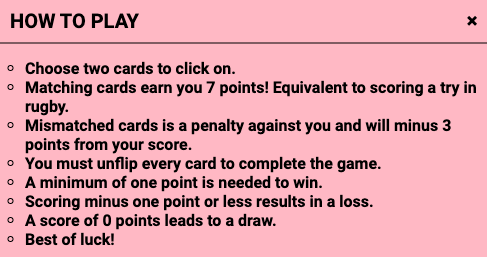 HOW TO PLAY ×
Choose two cards to click on.
Matching cards earn you 7 points! Equivalent to scoring a try in
rugby.
Mismatched cards is a penalty against you and will minus 3
points from your score.
You must unflip every card to complete the game.
A minimum of one point is needed to win.
Scoring minus one point or less results in a loss.
A score of 0 points leads to a draw.
Best of luck!